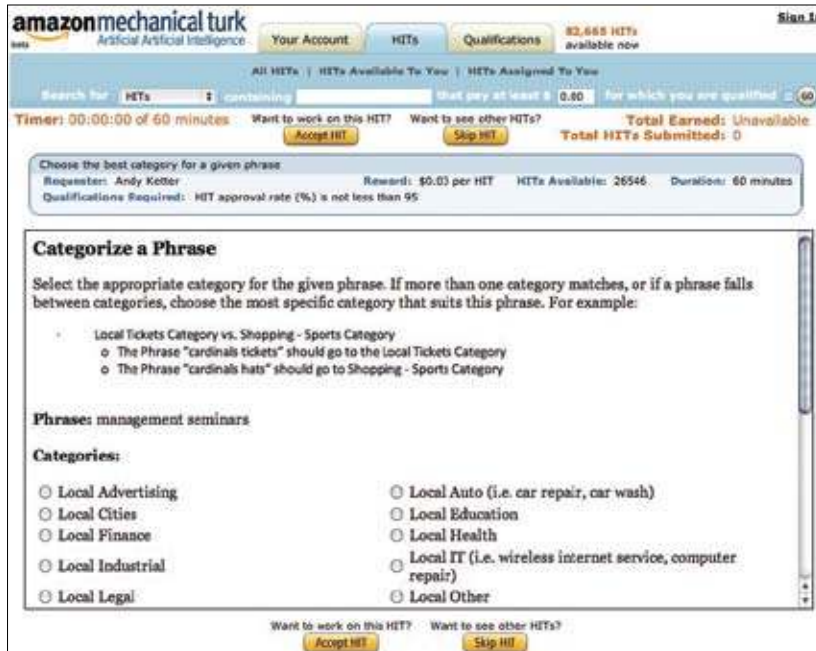 amazonmechanical turk
beta
Artificial Artificial Intelligence
Your Account
HITs
Qualifications
82,665 HITs
available now
Sign I
All HITs | HITs Available To You | HITs Assigned To You
Search for HITs containing that pay at least $ 0.00 for which you are qualified GO
Timer: 00:00:00 of 60 minutes
Want to work on this HIT?
Accept HIT
Want to see other HITs?
Skip HIT
Total Earned: Unavailable
Total HITs Submitted: 0
Choose the best category for a given phrase
Requester: Andy Ketter Reward: $0.03 per HIT HITs Available: 26546 Duration: 60 minutes
Qualifications Required: HIT approval rate (%) is not less than 95
Categorize a Phrase
Select the appropriate category for the given phrase. If more than one category matches, or if a phrase falls
between categories, choose the most specific category that suits this phrase. For example:
Local Tickets Category vs. Shopping - Sports Category
The Phrase "cardinals tickets" should go to the Local Tickets Category
The Phrase "cardinals hats" should go to Shopping - Sports Category
Phrase: management seminars
Categories:
Local Advertising
Local Auto (i.e. car repair, car wash)
Local Cities
Local Education
Local Finance
Local Health
Local Industrial
Local IT (i.e. wireless internet service, computer
repair)
Local Legal
Local Other
Want to work on this HIT?
Accept HIT
Want to see other HITs?
Skip HIT